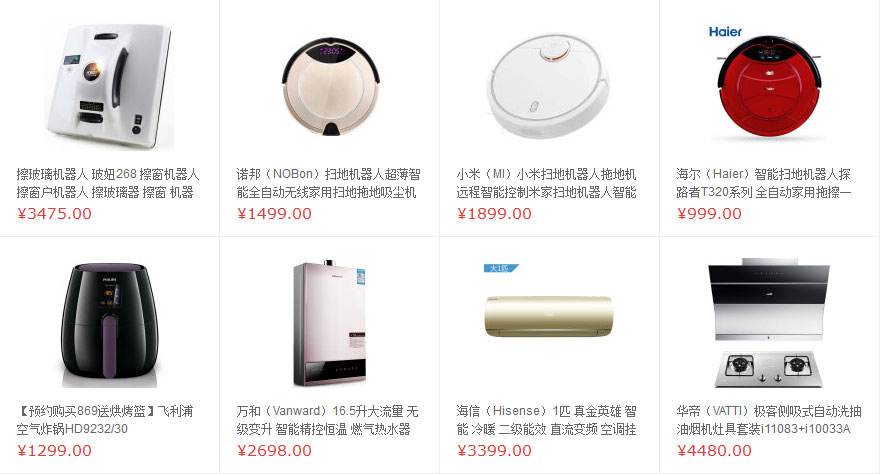 Haier
2305
擦玻璃机器人 玻妞268 擦窗机器人
擦窗户机器人 擦玻璃器 擦窗 机器
¥3475.00
诺邦（NOBon）扫地机器人超薄智
能全自动无线家用扫地拖地吸尘机
¥1499.00
小米（MI）小米扫地机器人拖地机
远程智能控制米家扫地机器人智能
¥1899.00
海尔（Haier）智能扫地机器人探
路者T320系列 全自动家用拖擦一
¥999.00
PHILIPS
大1匹
【预约购买869送烘烤篮】飞利浦
空气炸锅HD9232/30
¥1299.00
万和（Vanward）16.5升大流量 无
级变升 智能精控恒温 燃气热水器
¥2698.00
海信（Hisense）1匹 真金英雄 智
能 冷暖 二级能效 直流变频 空调挂
¥3399.00
华帝（VATTI）极客侧吸式自动洗抽
油烟机灶具套装i11083+i10033A
¥4480.00